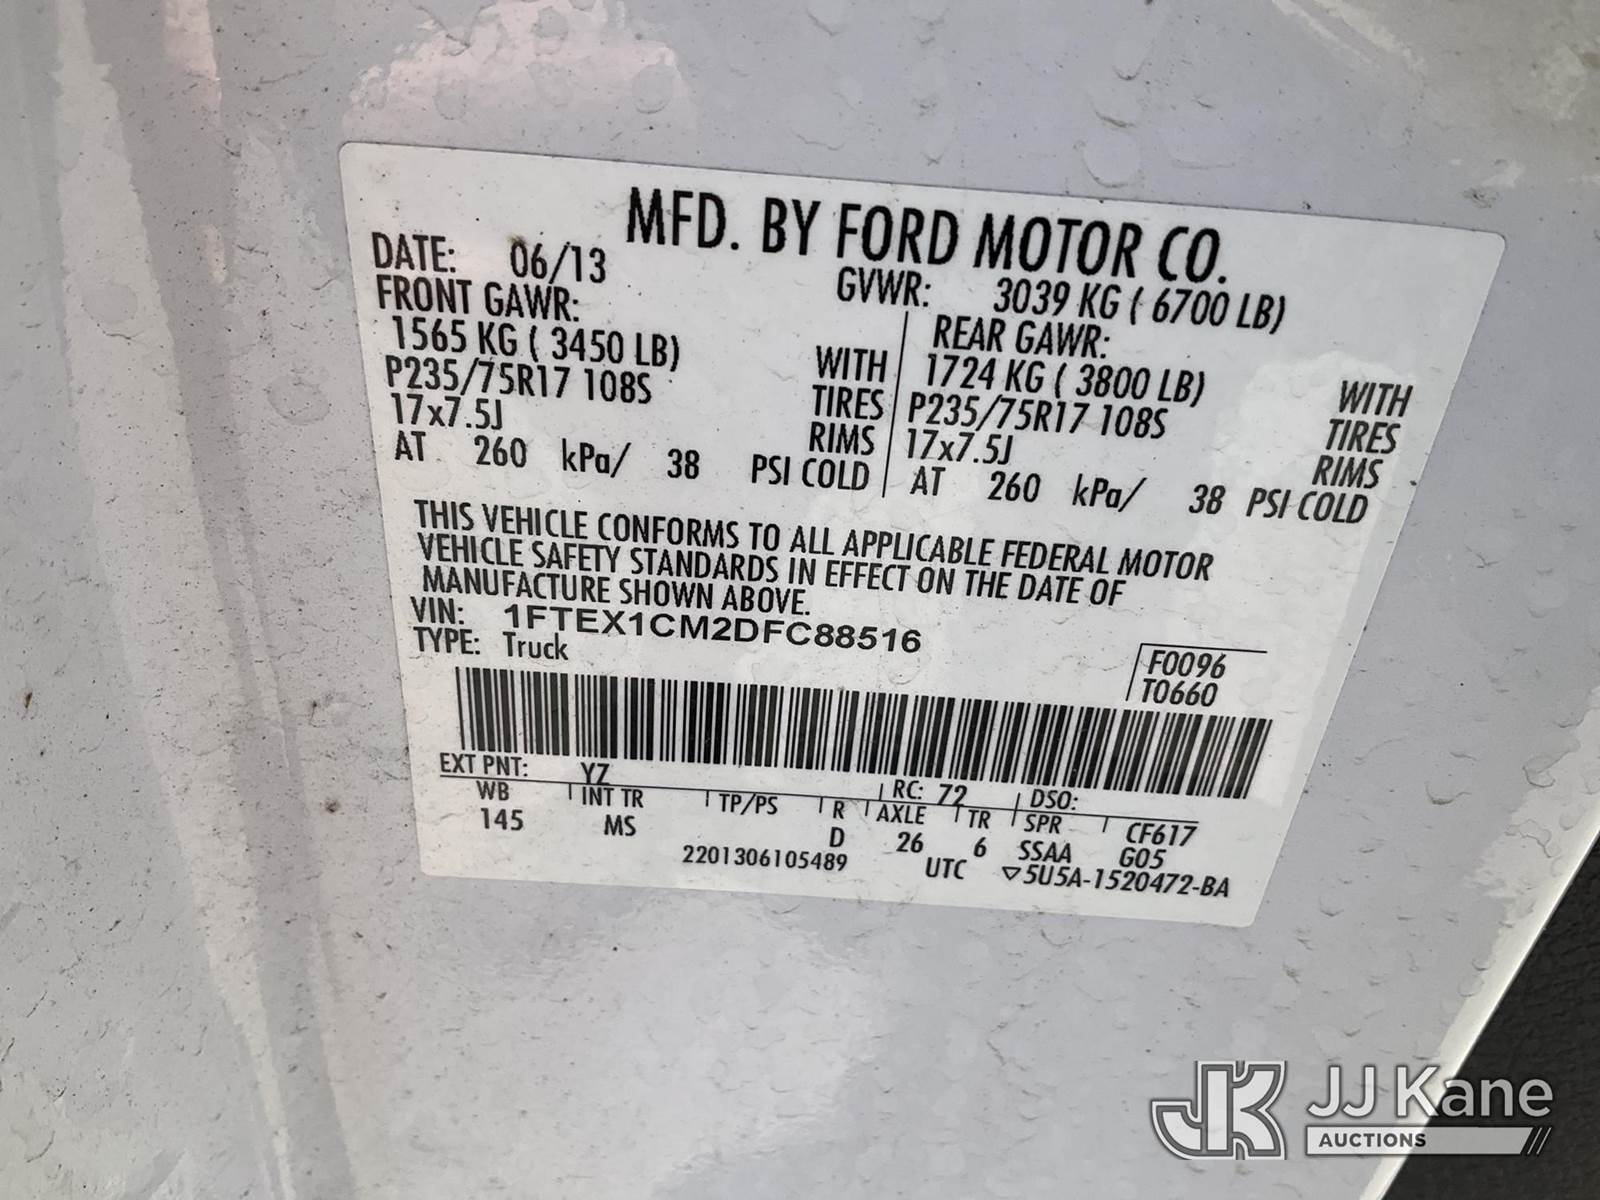 MFD. BY FORD MOTOR CO.
DATE: 06/13 GVWR: 3039 KG ( 6700 LB)
FRONT GAWR: REAR GAWR:
1565 KG ( 3450 LB) WITH 1724 KG ( 3800 LB) WITH
P235/75R17 108S TIRES P235/75R17 108S TIRES
17x7.5J RIMS 17x7.5J RIMS
AT 260 kPa/ 38 PSI COLD AT 260 kPa/ 38 PSI COLD
THIS VEHICLE CONFORMS TO ALL APPLICABLE FEDERAL MOTOR
VEHICLE SAFETY STANDARDS IN EFFECT ON THE DATE OF
MANUFACTURE SHOWN ABOVE.
VIN: 1FTEX1CM2DFC88516
TYPE: Truck F0096
T0660
EXT PNT: YZ RC: 72 DSO:
WB INT TR TP/PS R AXLE TR SPR CF617
145 MS D 26 6 SSAA G05
2201306105489 UTC ▽5U5A-1520472-BA
JK JJ Kane
AUCTIONS